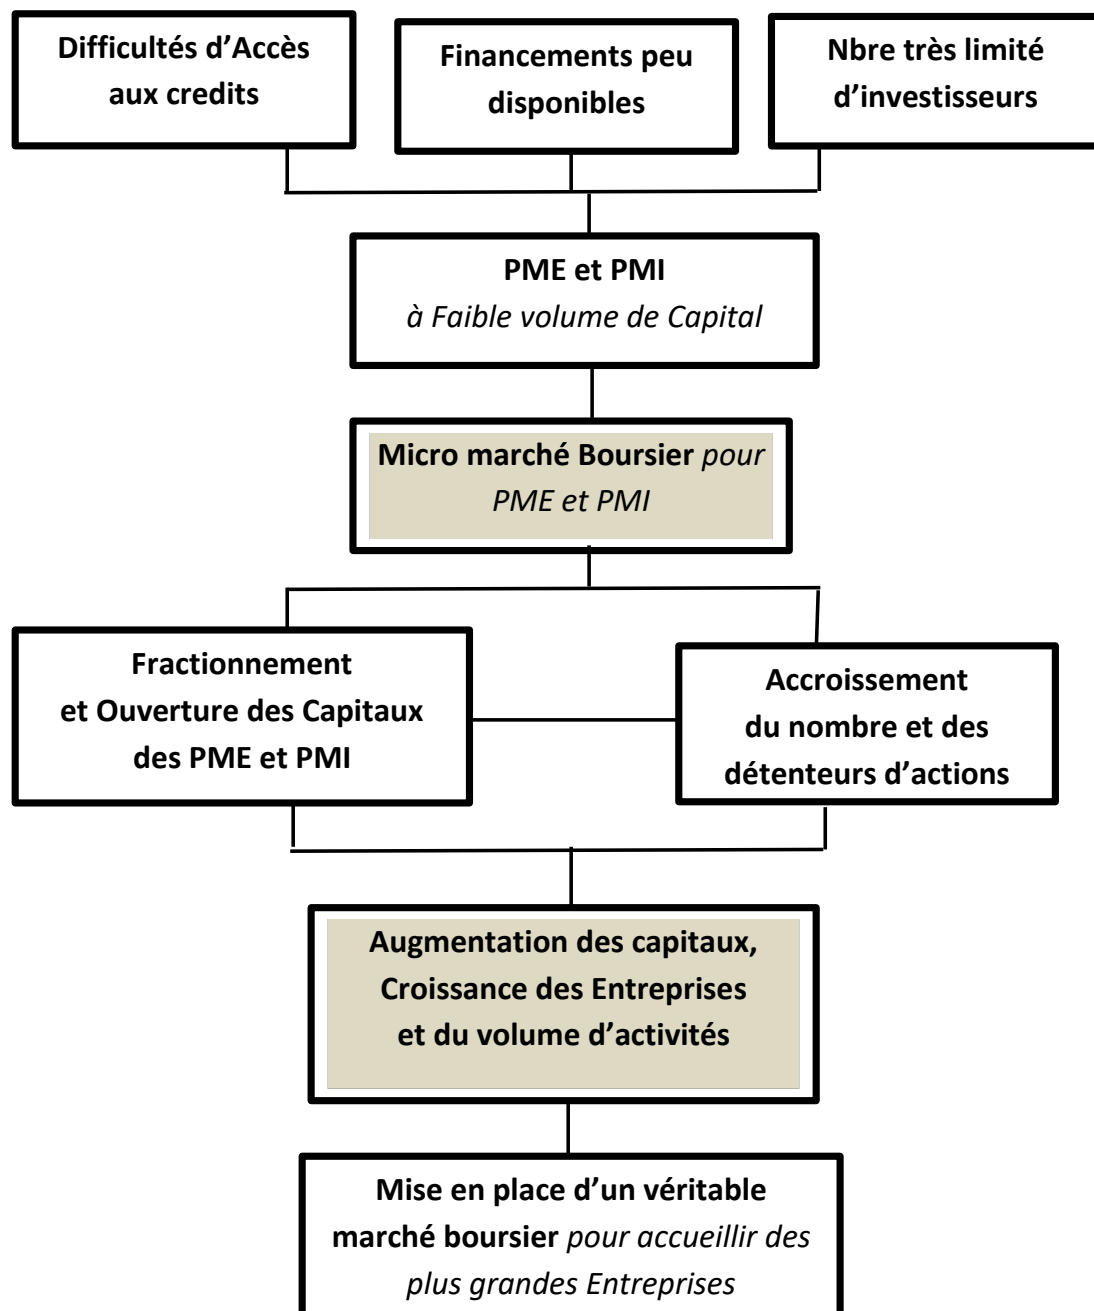 Difficultés d’Accès
aux credits
Financements peu
disponibles
Nbre très limité
d’investisseurs
PME et PMI
à Faible volume de Capital
Micro marché Boursier pour
PME et PMI
Fractionnement
et Ouverture des Capitaux
des PME et PMI
Accroissement
du nombre et des
détenteurs d’actions
Augmentation des capitaux,
Croissance des Entreprises
et du volume d’activités
Mise en place d’un véritable
marché boursier pour accueillir des
plus grandes Entreprises